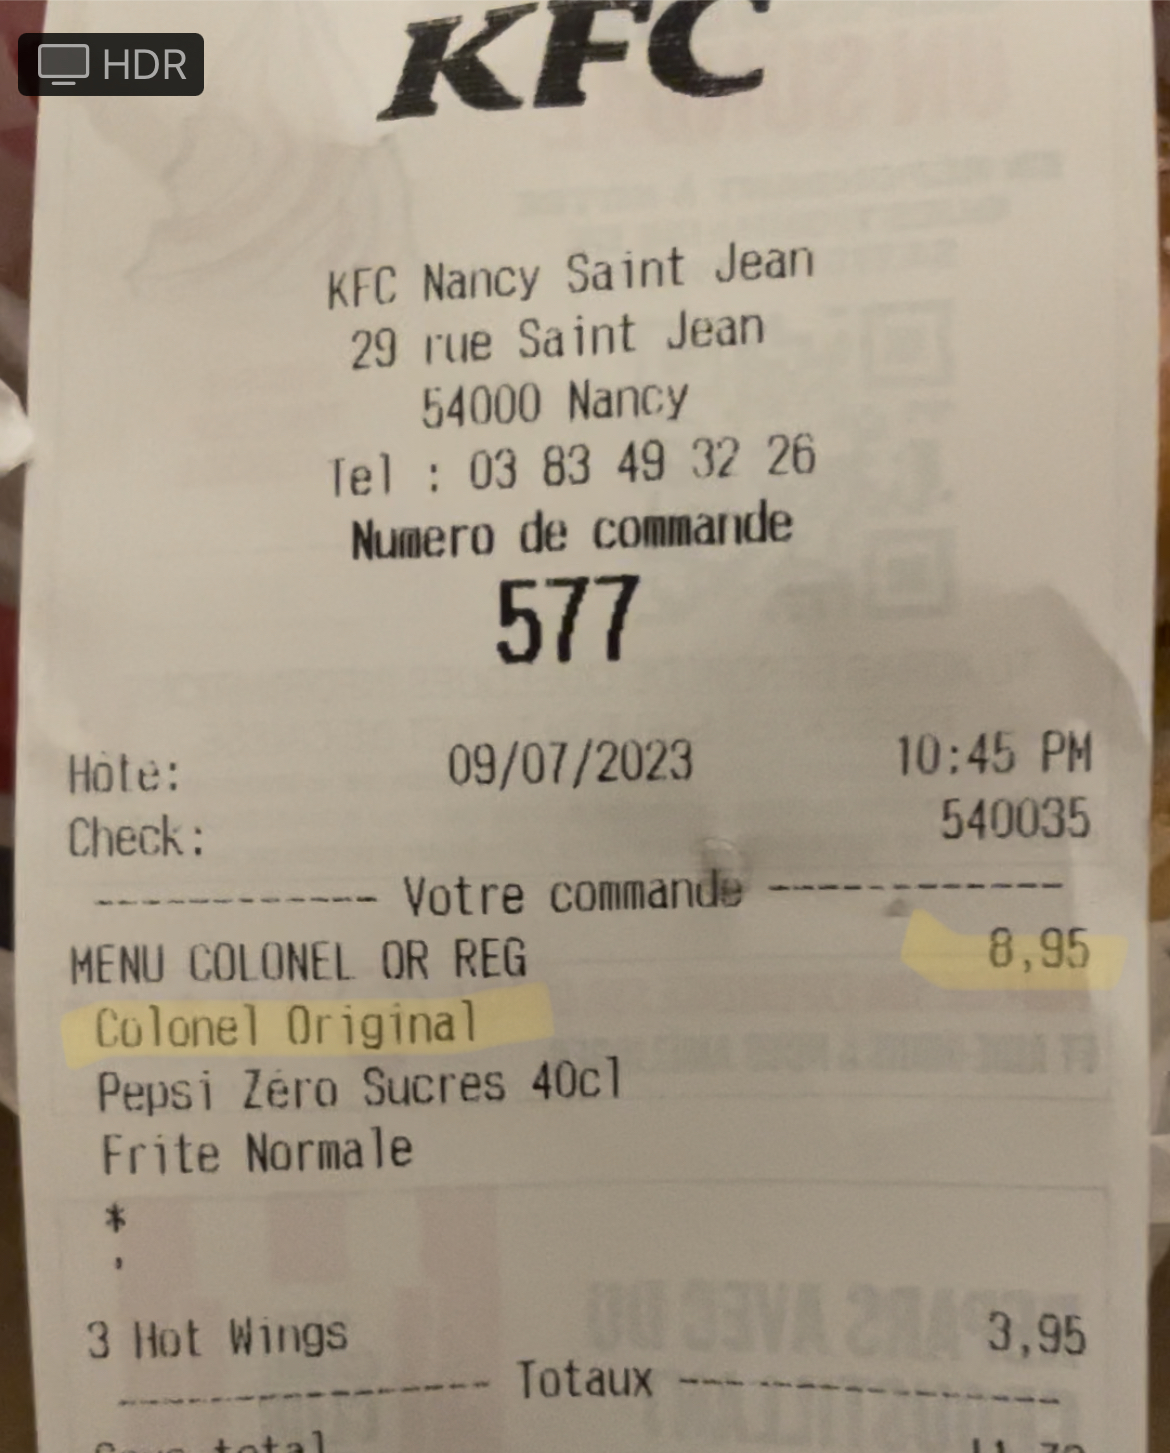 HDR
KFC
KFC Nancy Saint Jean
29 rue Saint Jean
54000 Nancy
Tel : 03 83 49 32 26
Numero de commande
577
Hôte: 09/07/2023 10:45 PM
Check: 540035
------------ Votre commande ------------
MENU COLONEL OR REG 8,95
Colonel Original
Pepsi Zéro Sucres 40cl
Frite Normale
*
,
3 Hot Wings 3,95
---------------- Totaux ----------------
total